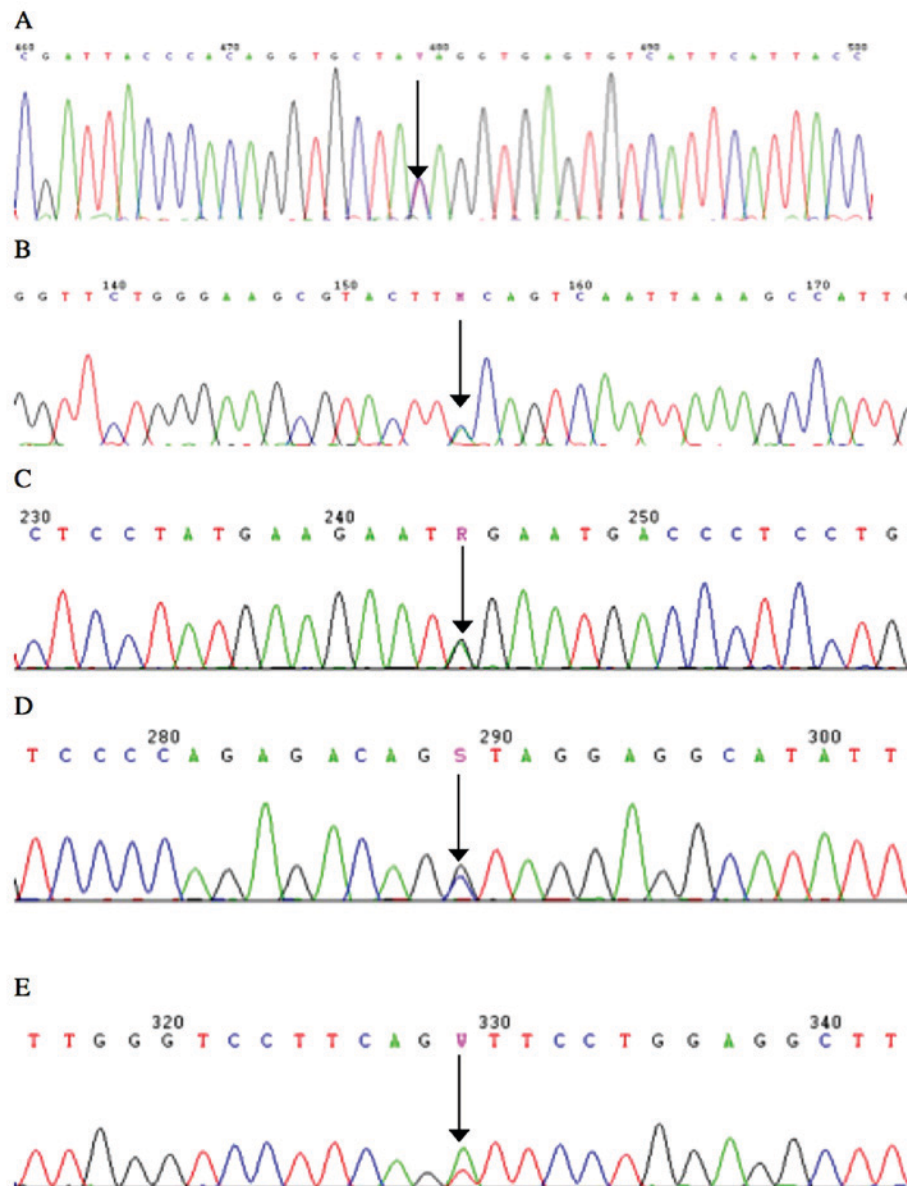 A
460 470 480 490 500
C G A T T A C C C A C A G G T G C T A Y A G G T G A G T G T C A T T C A T T A C C
B
140 150 160 170
G G T T C T G G G A A G C G T A C T T M C A G T C A A T T A A A G C C A T T G
C
230 240 250
C T C C T A T G A A G A A T R G A A T G A C C C T C C T G
D
280 290 300
T C C C C A G A G A C A G S T A G G A G G C A T A T T
E
320 330 340
T T G G G T C C T T C A G W T T C C T G G A G G C T T